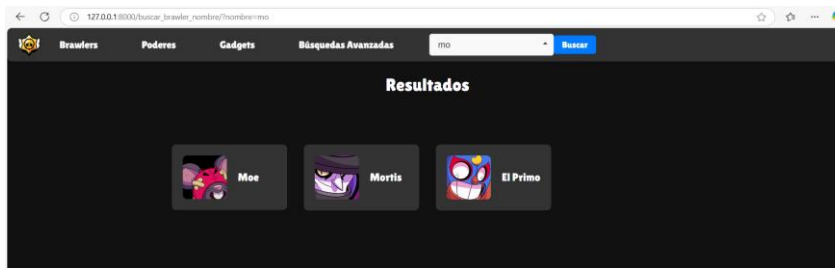 127.0.0.1:8000/buscar_brawler_nombre/?nombre=mo
Brawlers Poderes Gadgets Búsquedas Avanzadas mo Buscar
Resultados
Moe Mortis El Primo